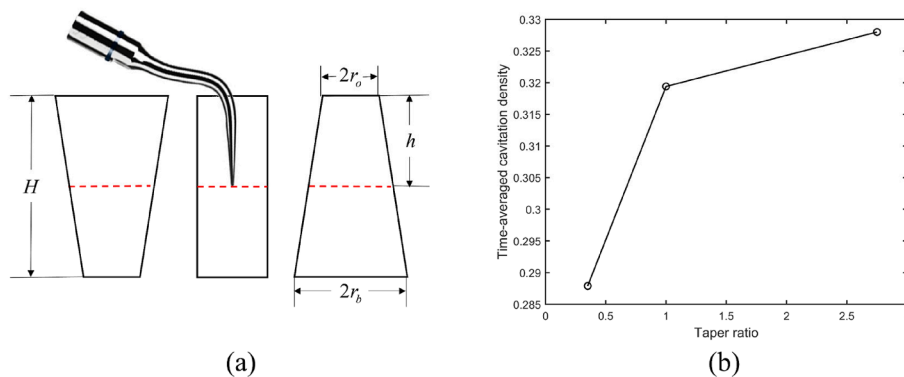 2r_o
h
H
2r_b
(a)
Time-averaged cavitation density
0.33
0.325
0.32
0.315
0.31
0.305
0.3
0.295
0.29
0.285
0 0.5 1 1.5 2 2.5
Taper ratio
(b)